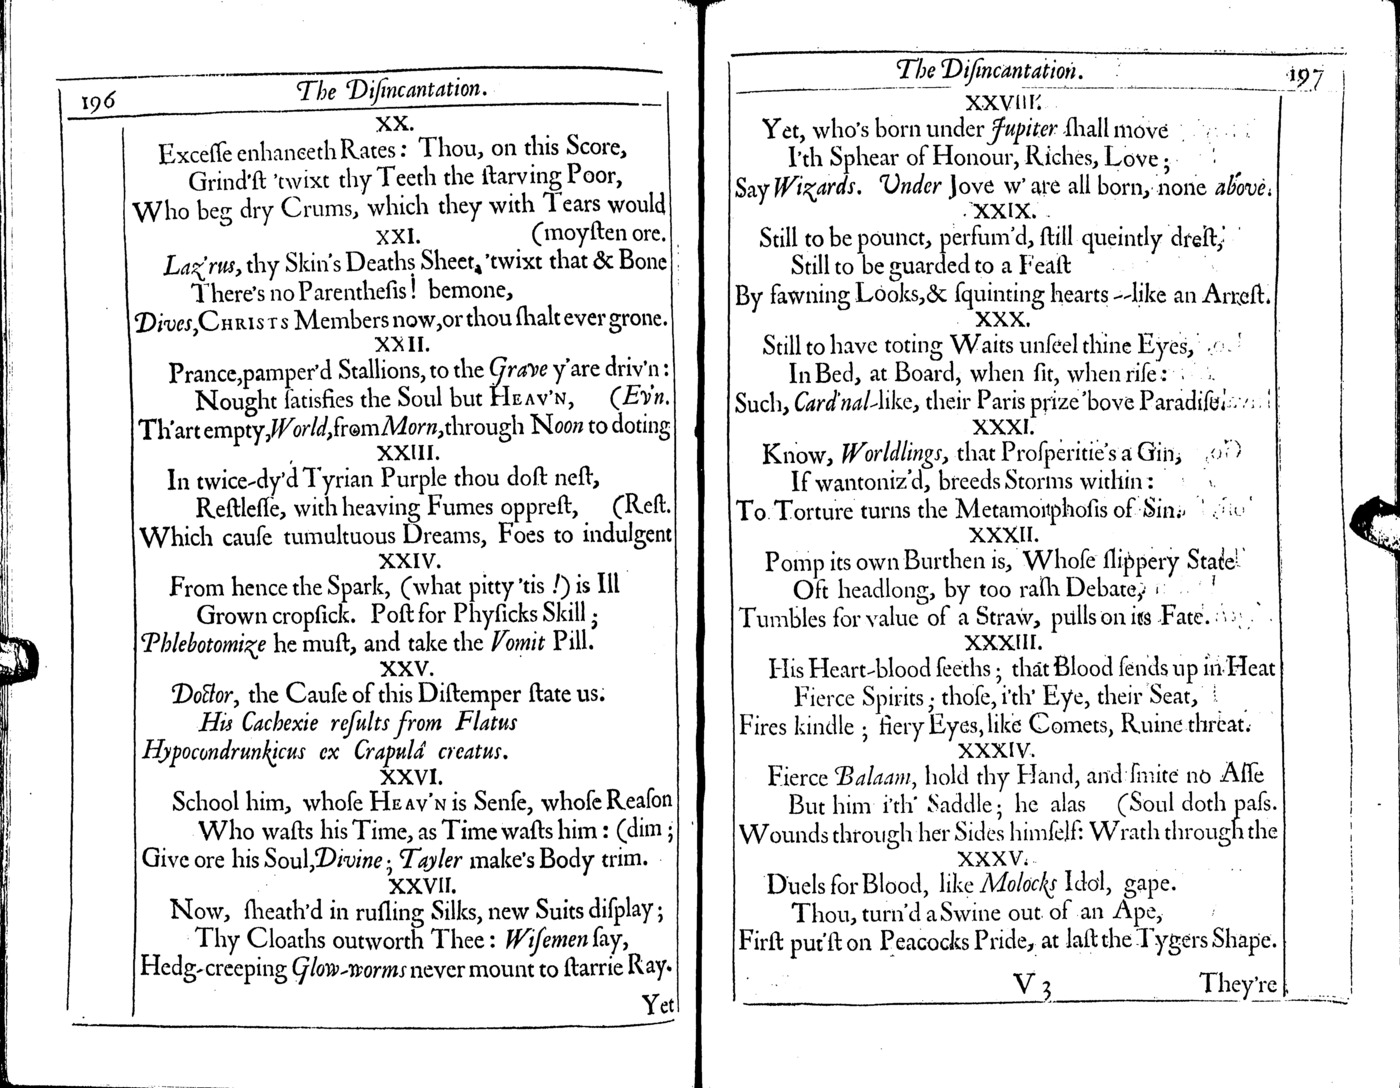 196
The Diſincantation.
XX.
Exceſſe enhanceth Rates: Thou, on this Score,
Grind'ſt 'twixt thy Teeth the ſtarving Poor,
Who beg dry Crums, which they with Tears would
XXI. (moyſten ore.
Laz'rus, thy Skin's Deaths Sheet, 'twixt that & Bone
There's no Parentheſis! bemone,
Dives, CHRISTS Members now, or thou ſhalt ever grone.
XXII.
Prance, pamper'd Stallions, to the Grave y'are driv'n:
Nought ſatisfies the Soul but HEAV'N, (Ev'n.
Th'art empty, World, from Morn, through Noon to doting
XXIII.
In twice-dy'd Tyrian Purple thou doſt neſt,
Reſtleſſe, with heaving Fumes oppreſt, (Reſt.
Which cauſe tumultuous Dreams, Foes to indulgent
XXIV.
From hence the Spark, (what pitty 'tis !) is Ill
Grown cropſick. Poſt for Phyſicks Skill;
Phlebotomize he muſt, and take the Vomit Pill.
XXV.
Doctor, the Cauſe of this Diſtemper ſtate us.
His Cachexie reſults from Flatus
Hypocondrunkicus ex Crapulâ creatus.
XXVI.
School him, whoſe HEAV'N is Senſe, whoſe Reaſon
Who waſts his Time, as Time waſts him: (dim;
Give ore his Soul, Divine; Tayler make's Body trim.
XXVII.
Now, ſheath'd in ruſling Silks, new Suits diſplay;
Thy Cloaths outworth Thee: Wiſemen ſay,
Hedg-creeping Glow-worms never mount to ſtarrie Ray.
Yet
The Diſincantation.
197
XXVIII.
Yet, who's born under Jupiter ſhall move
I'th Sphear of Honour, Riches, Love;
Say Wizards. Under Jove w' are all born, none above.
XXIX.
Still to be pounct, perfum'd, ſtill queintly dreſt,
Still to be guarded to a Feaſt
By fawning Looks, & ſquinting hearts --like an Arreſt.
XXX.
Still to have toting Waits unſeel thine Eyes,
In Bed, at Board, when ſit, when riſe:
Such, Card'nal-like, their Paris prize 'bove Paradiſe.
XXXI.
Know, Worldlings, that Proſperitie's a Gin,
If wantoniz'd, breeds Storms within:
To Torture turns the Metamorphoſis of Sin.
XXXII.
Pomp its own Burthen is, Whoſe ſlippery State
Oft headlong, by too raſh Debate,
Tumbles for value of a Straw, pulls on its Fate.
XXXIII.
His Heart-blood ſeeths; that Blood ſends up in Heat
Fierce Spirits; thoſe, i'th' Eye, their Seat,
Fires kindle; fiery Eyes, like Comets, Ruine threat.
XXXIV.
Fierce Balaam, hold thy Hand, and ſmite no Aſſe
But him i'th' Saddle; he alas (Soul doth paſs.
Wounds through her Sides himſelf: Wrath through the
XXXV.
Duels for Blood, like Molocks Idol, gape.
Thou, turn'd a Swine out of an Ape,
Firſt put'ſt on Peacocks Pride, at laſt the Tygers Shape.
V 3 They're